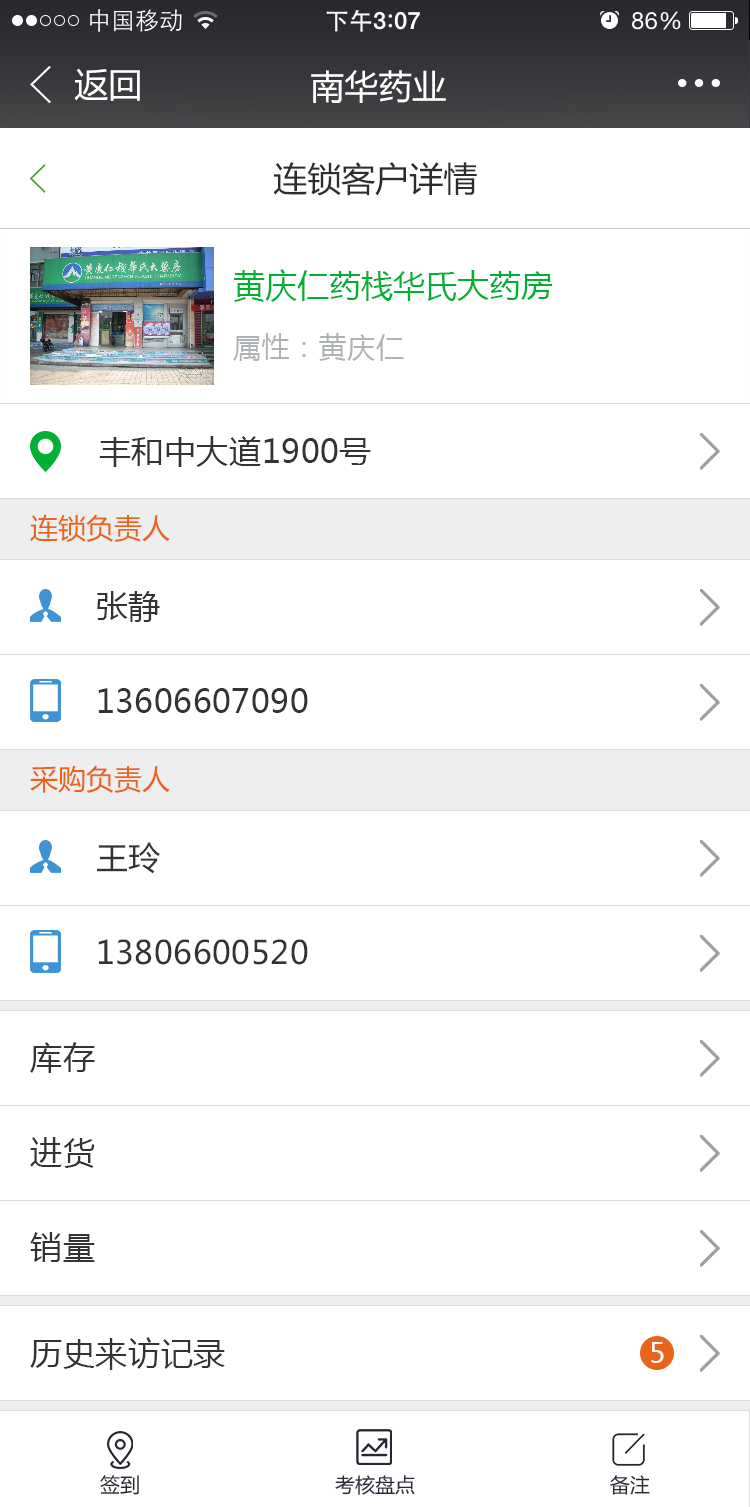 中国移动 下午3:07 86%
返回 南华药业
连锁客户详情
黄庆仁栈华氏大药房
黄庆仁药栈华氏大药房
属性：黄庆仁
丰和中大道1900号
连锁负责人
张静
13606607090
采购负责人
王玲
13806600520
库存
进货
销量
历史来访记录 5
签到 考核盘点 备注